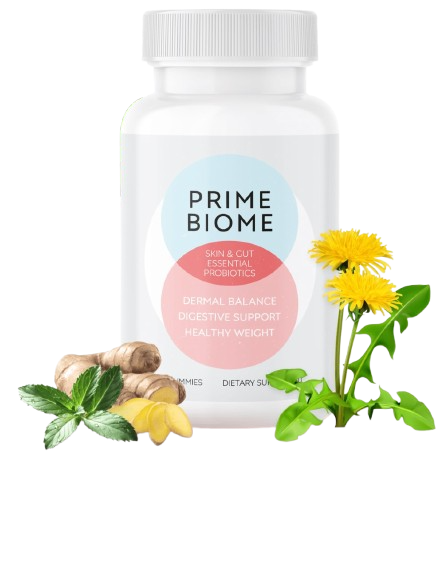 PRIME
BIOME
SKIN & GUT
ESSENTIAL
PROBIOTICS
DERMAL BALANCE
DIGESTIVE SUPPORT
HEALTHY WEIGHT
DIETARY